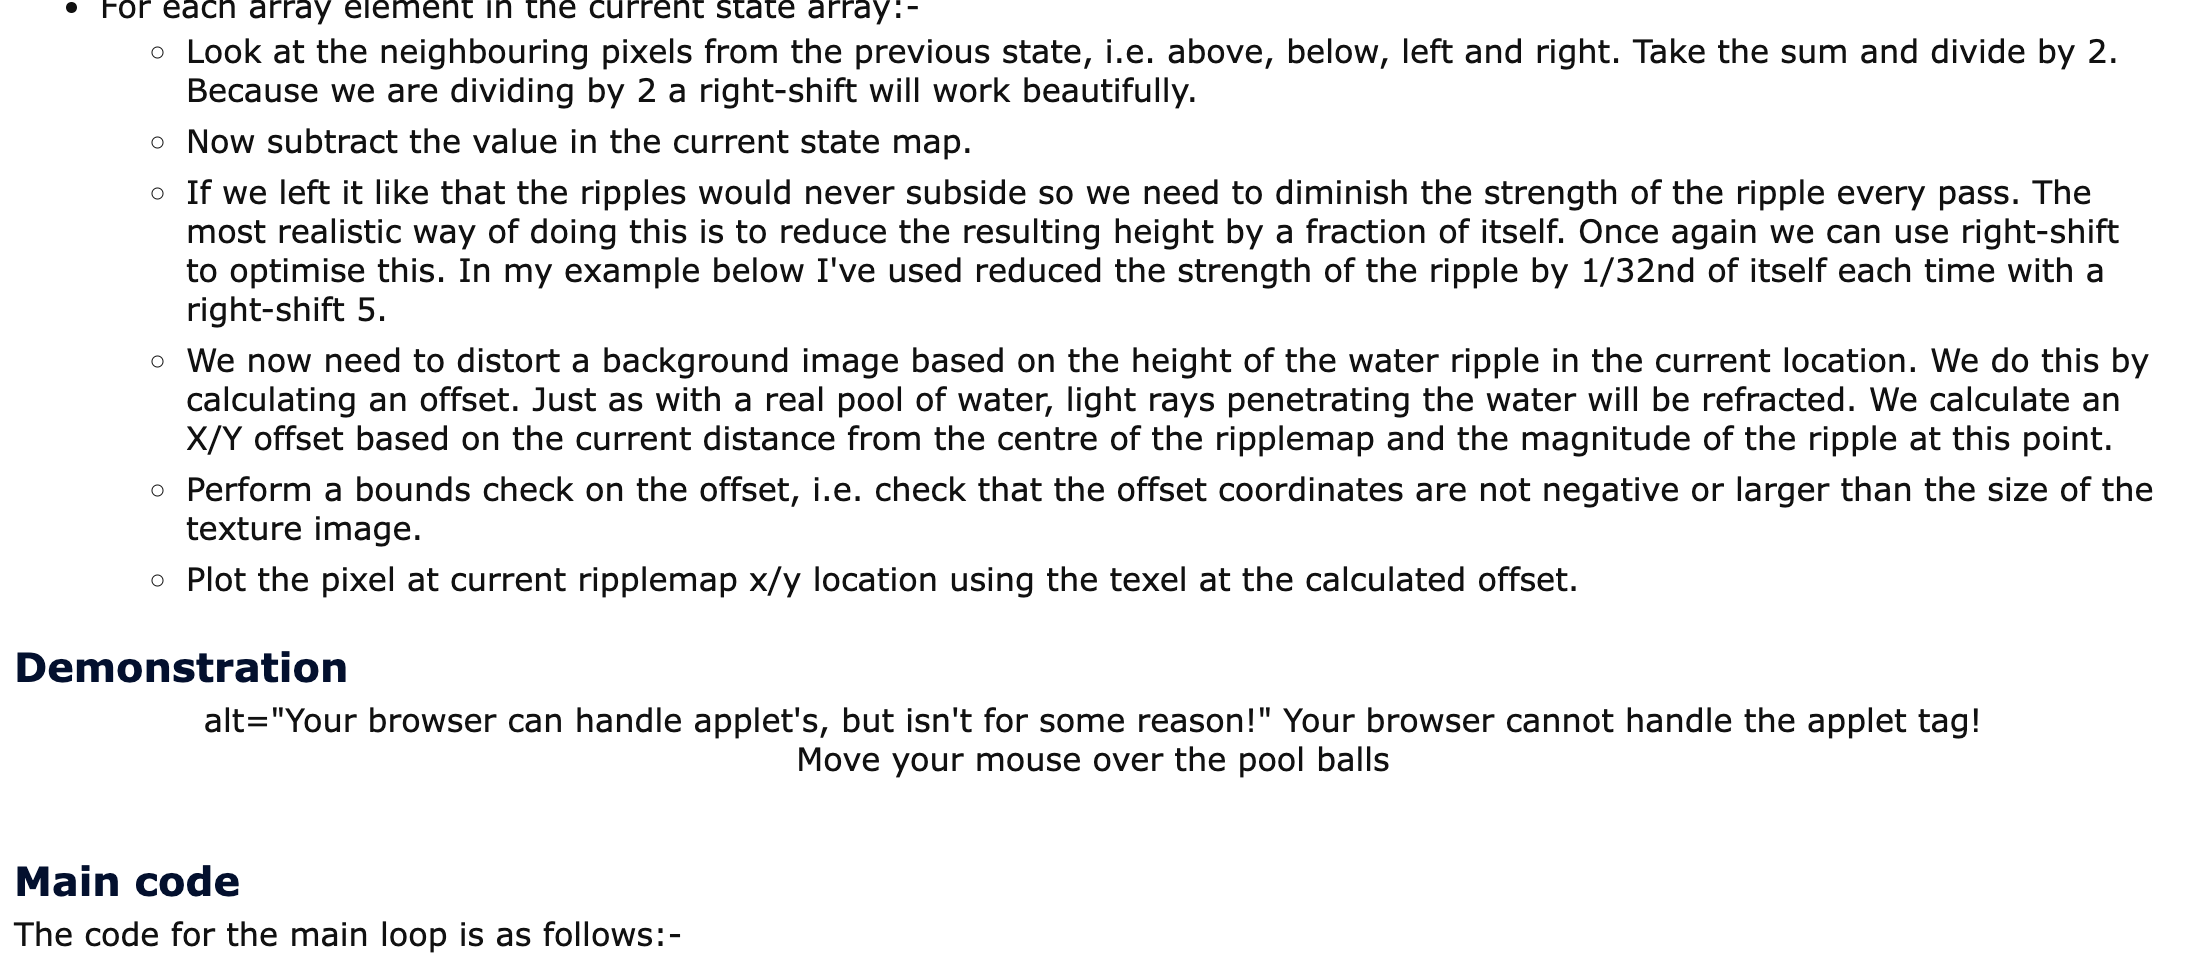 • For each array element in the current state array:-
◦ Look at the neighbouring pixels from the previous state, i.e. above, below, left and right. Take the sum and divide by 2.
Because we are dividing by 2 a right-shift will work beautifully.
◦ Now subtract the value in the current state map.
◦ If we left it like that the ripples would never subside so we need to diminish the strength of the ripple every pass. The
most realistic way of doing this is to reduce the resulting height by a fraction of itself. Once again we can use right-shift
to optimise this. In my example below I've used reduced the strength of the ripple by 1/32nd of itself each time with a
right-shift 5.
◦ We now need to distort a background image based on the height of the water ripple in the current location. We do this by
calculating an offset. Just as with a real pool of water, light rays penetrating the water will be refracted. We calculate an
X/Y offset based on the current distance from the centre of the ripplemap and the magnitude of the ripple at this point.
◦ Perform a bounds check on the offset, i.e. check that the offset coordinates are not negative or larger than the size of the
texture image.
◦ Plot the pixel at current ripplemap x/y location using the texel at the calculated offset.
Demonstration
alt="Your browser can handle applet's, but isn't for some reason!" Your browser cannot handle the applet tag!
Move your mouse over the pool balls
Main code
The code for the main loop is as follows:-